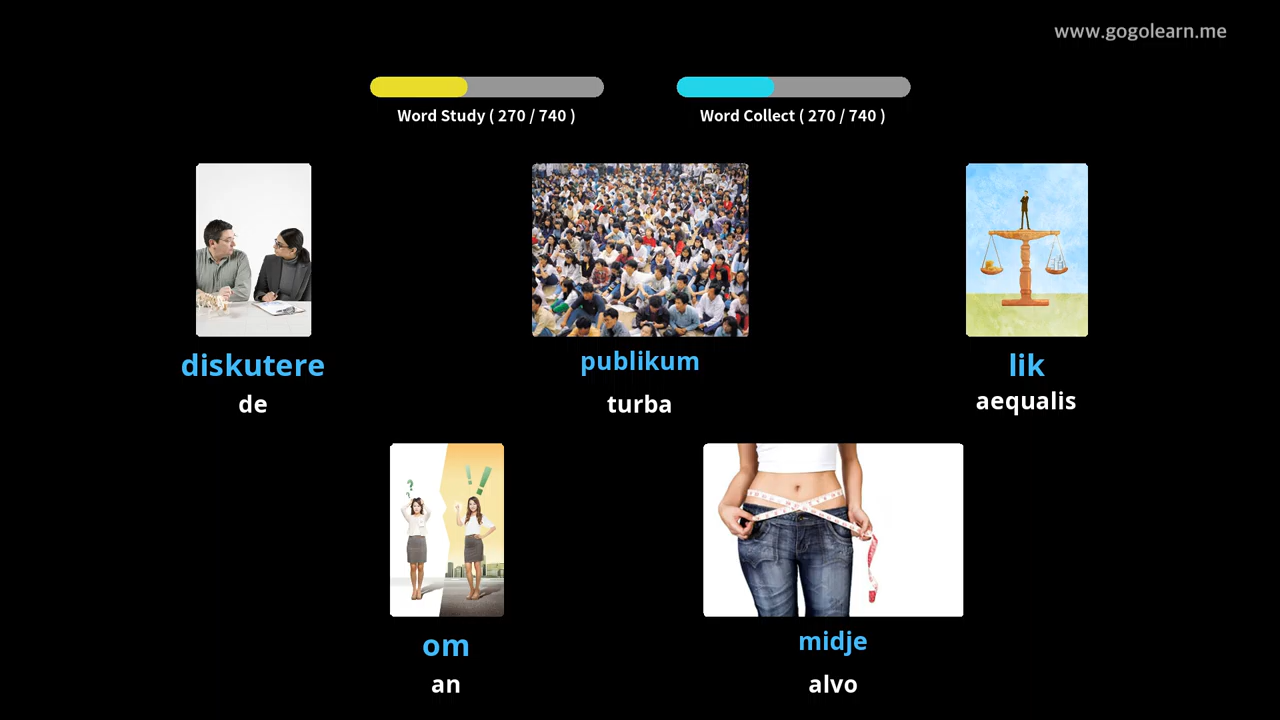 www.gogolearn.me
Word Study ( 270 / 740 )
Word Collect ( 270 / 740 )
diskutere
de
publikum
turba
lik
aequalis
om
an
midje
alvo